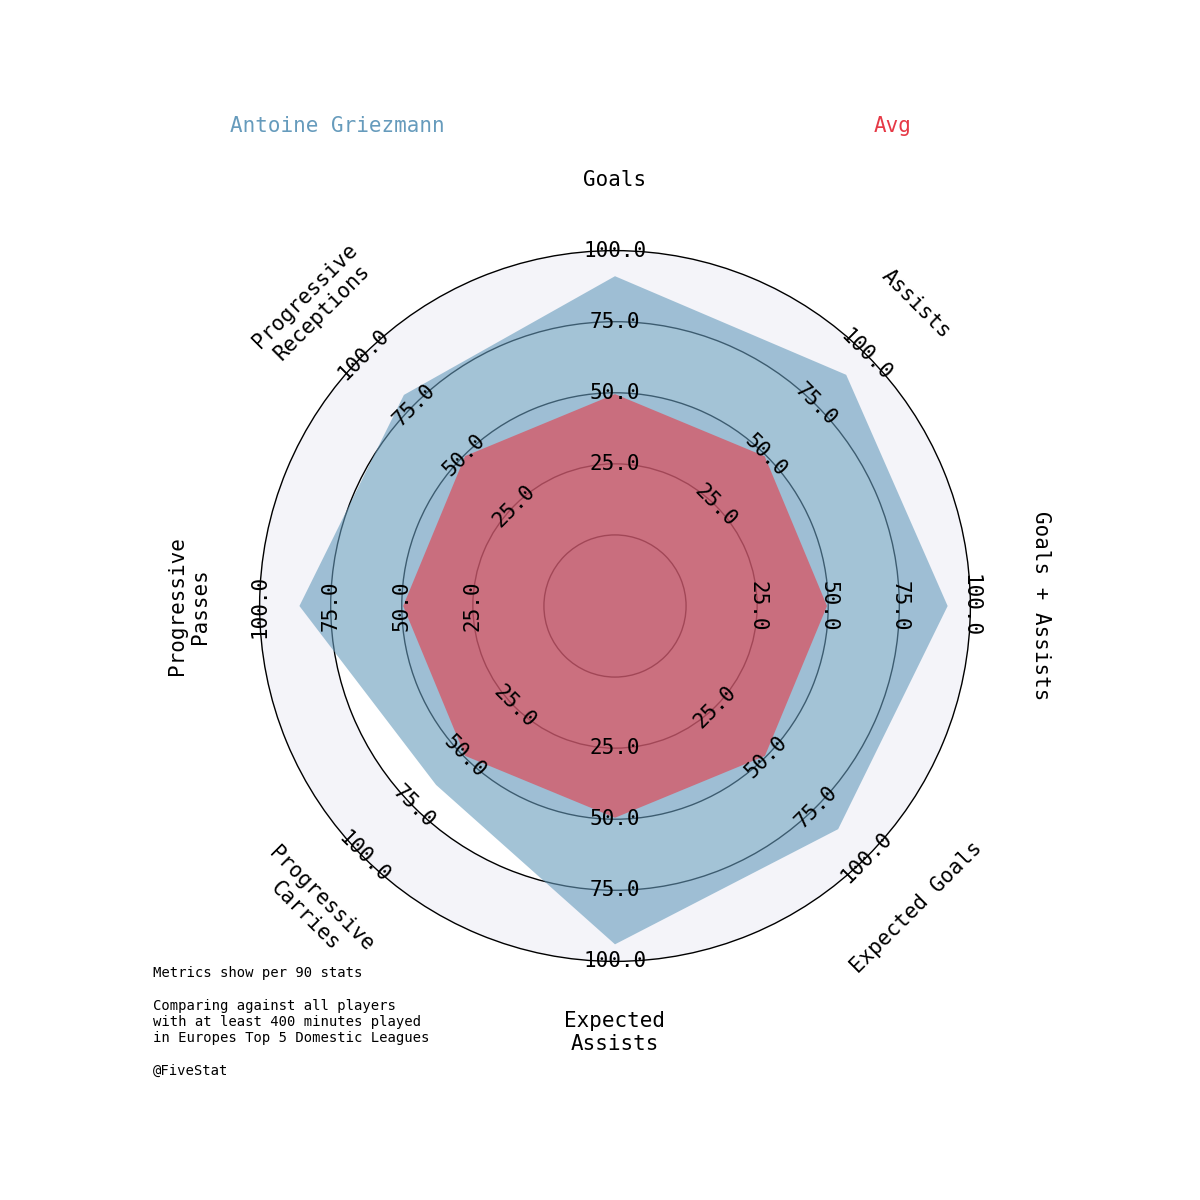 Antoine Griezmann
Avg
Goals
Assists
Goals + Assists
Expected Goals
Expected
Assists
Progressive
Carries
Progressive
Passes
Progressive
Receptions
25.0
50.0
75.0
100.0
25.0
50.0
75.0
100.0
25.0
50.0
75.0
100.0
25.0
50.0
75.0
100.0
25.0
50.0
75.0
100.0
25.0
50.0
75.0
100.0
25.0
50.0
75.0
100.0
25.0
50.0
75.0
100.0
Metrics show per 90 stats
Comparing against all players
with at least 400 minutes played
in Europes Top 5 Domestic Leagues
@FiveStat